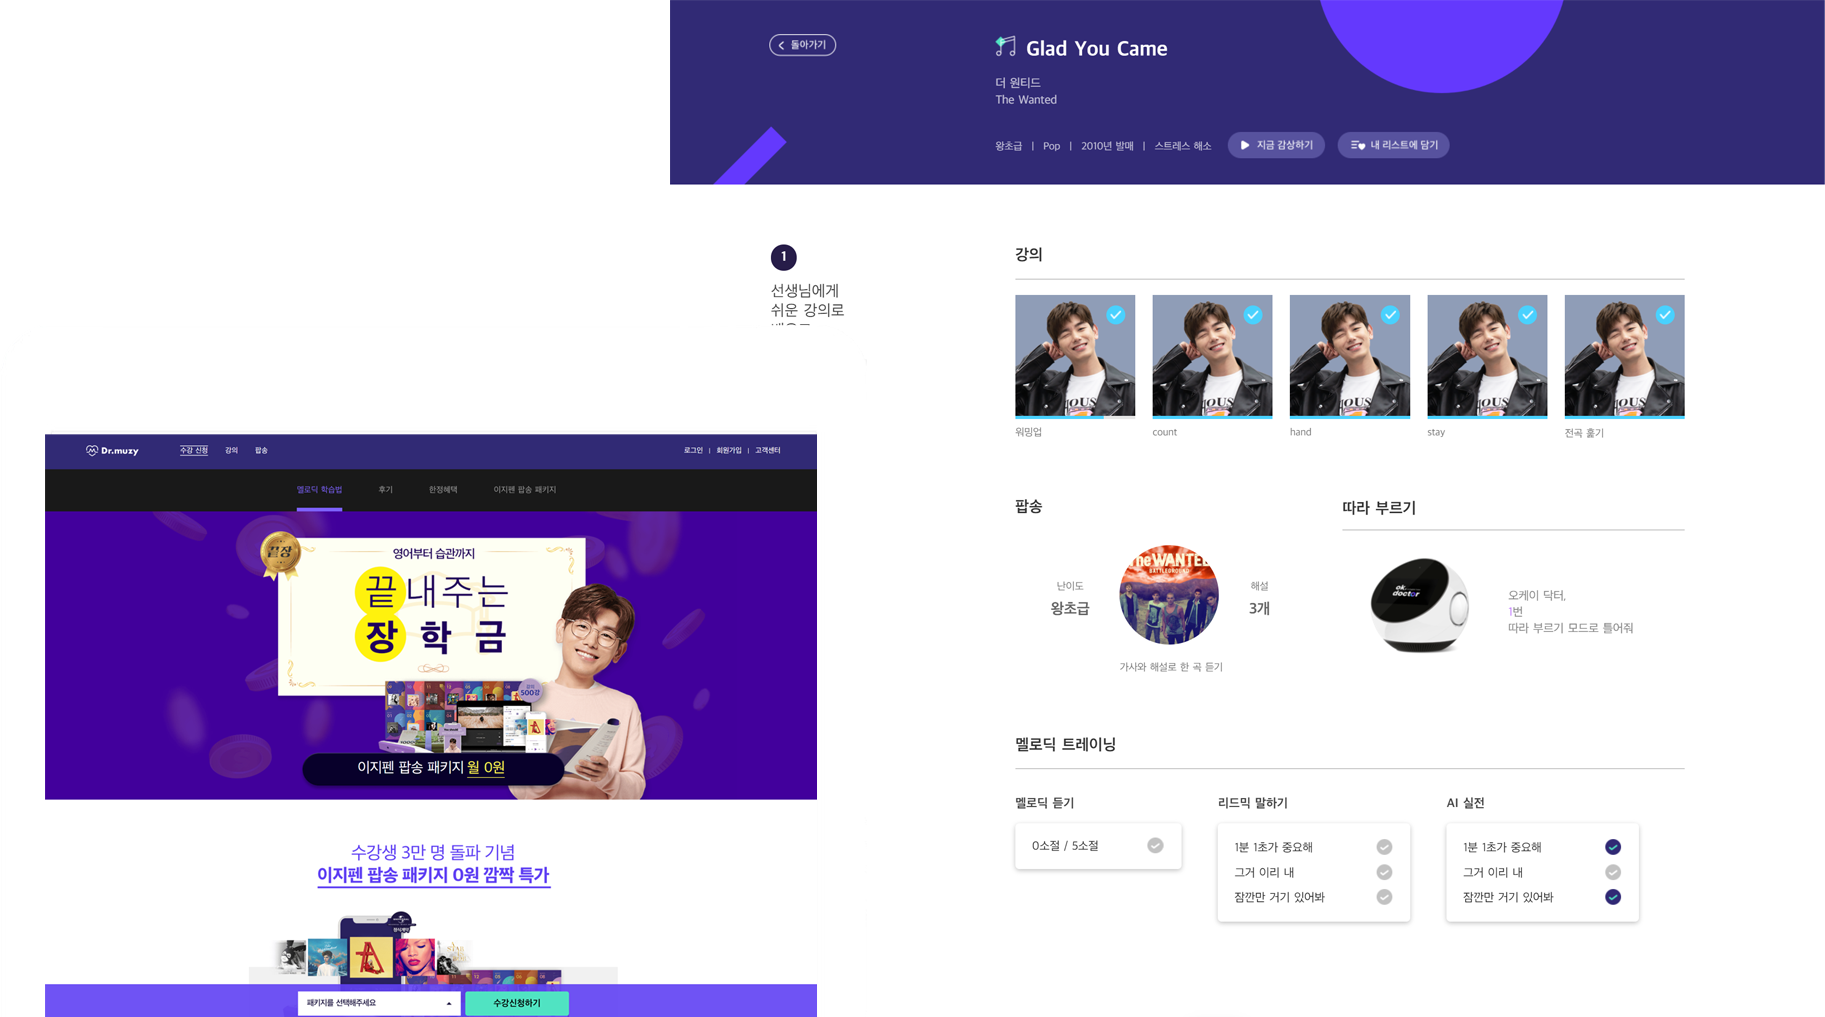 돌아가기
Glad You Came
더 원티드
The Wanted
왕초급 | Pop | 2010년 발매 | 스트레스 해소
지금 감상하기
내 리스트에 담기
1
선생님에게
쉬운 강의로
강의
워밍업
count
hand
stay
전곡 훑기
팝송
난이도
왕초급
The WANTED
BATTLEGROUND
해설
3개
가사와 해설로 한 곡 듣기
따라 부르기
ok,
doctor
오케이 닥터,
1번
따라 부르기 모드로 틀어줘
멜로딕 트레이닝
멜로딕 듣기
0소절 / 5소절
리드믹 말하기
1분 1초가 중요해
그거 이리 내
잠깐만 거기 있어봐
AI 실전
1분 1초가 중요해
그거 이리 내
잠깐만 거기 있어봐
Dr.muzy
수강 신청 강의 팝송
로그인 | 회원가입 | 고객센터
멜로딕 학습법 후기 한정혜택 이지펜 팝송 패키지
끝장
영어부터 습관까지
끝내주는
장학금
500강
이지펜 팝송 패키지 월 0원
수강생 3만 명 돌파 기념
이지펜 팝송 패키지 0원 깜짝 특가
패키지를 선택해주세요
수강신청하기